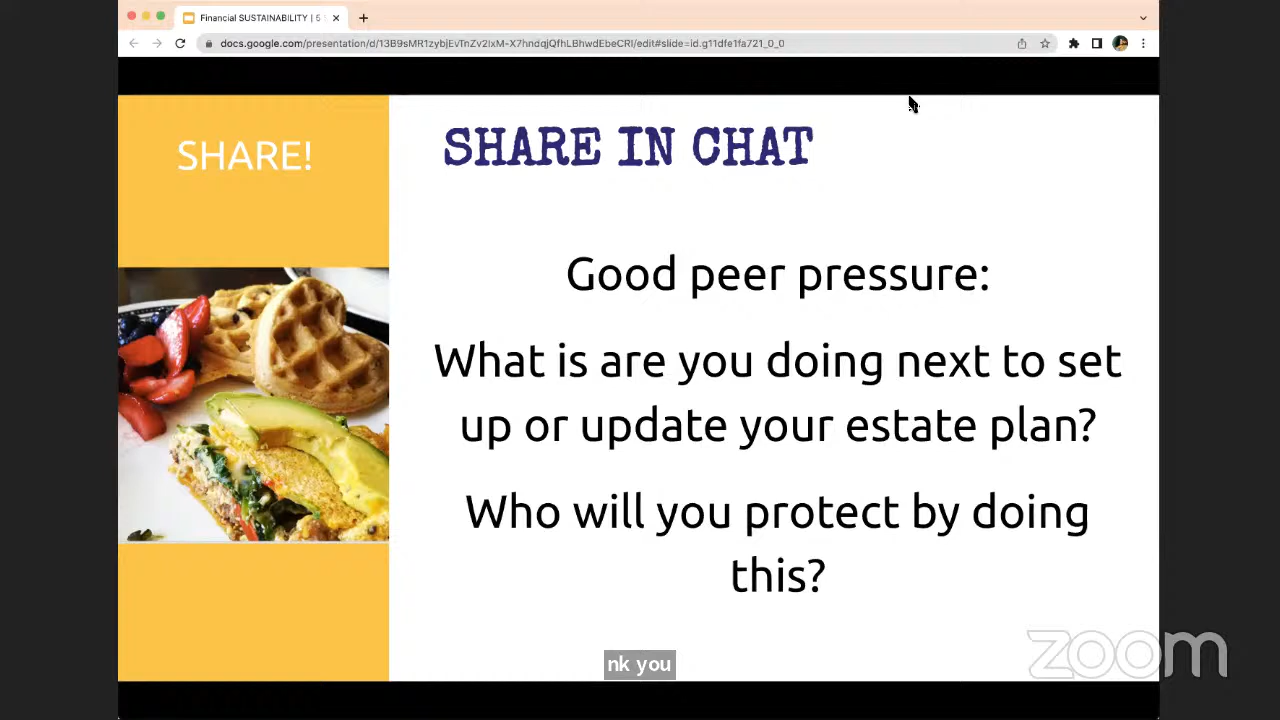 Financial SUSTAINABILITY | 5
docs.google.com/presentation/d/13B9sMR1zybjEvTnZv2IxM-X7hndqjQfhLBhwdEbeCRI/edit#slide=id.g11dfe1fa721_0_0
SHARE!
SHARE IN CHAT
Good peer pressure:
What is are you doing next to set
up or update your estate plan?
Who will you protect by doing
this?
nk you
zoom